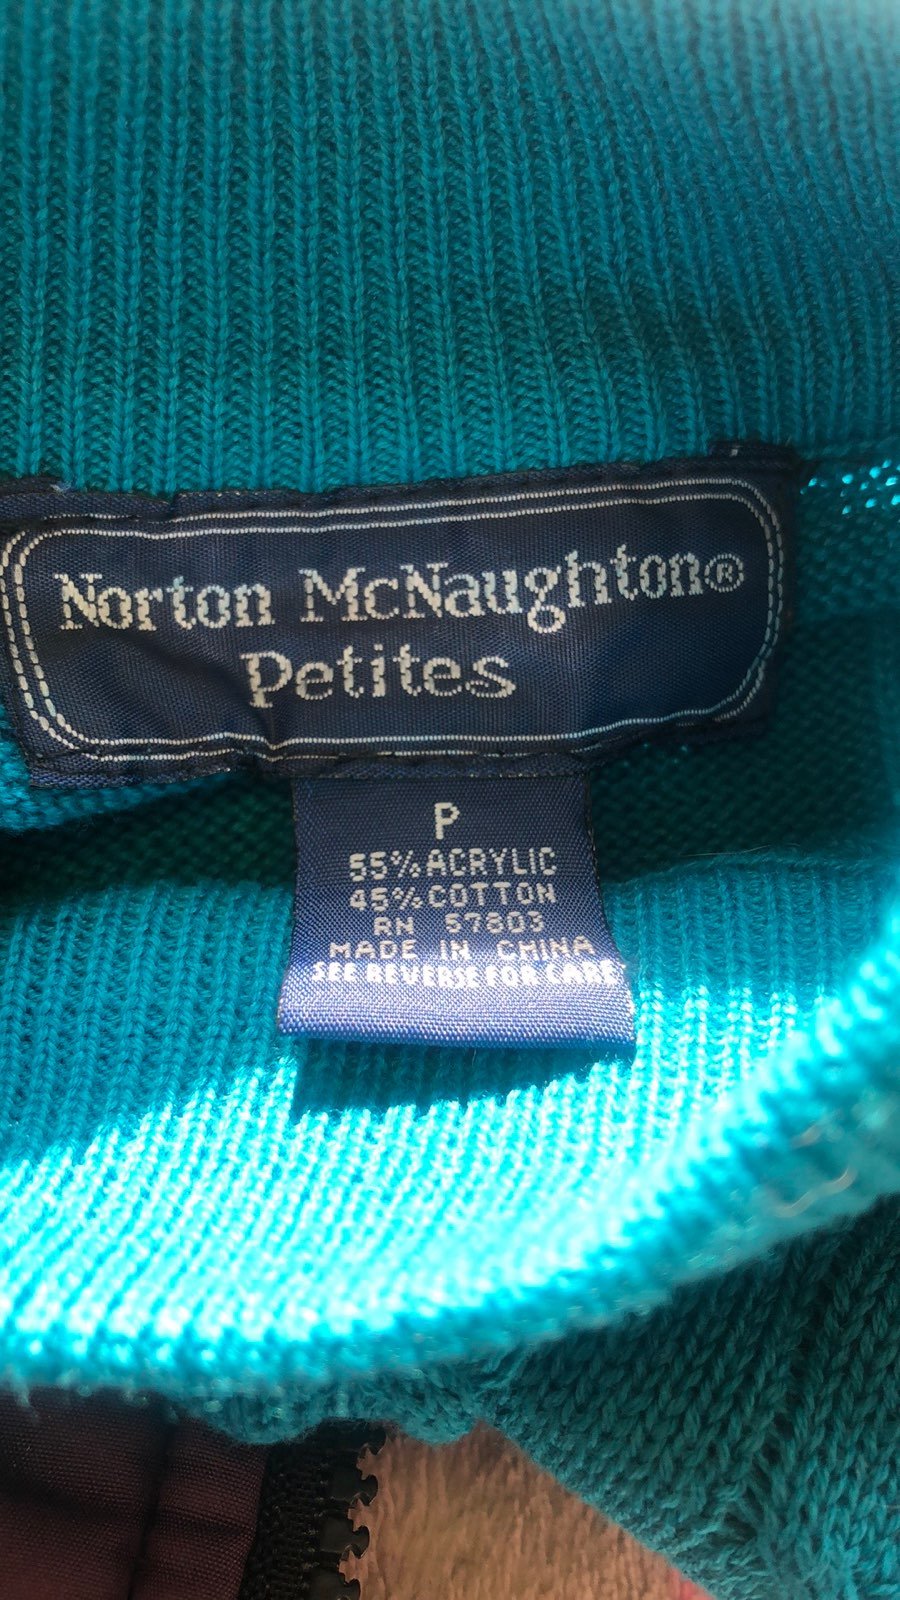 Norton McNaughton®
Petites
P
55% ACRYLIC
45% COTTON
RN 57803
MADE IN CHINA
SEE REVERSE FOR CARE